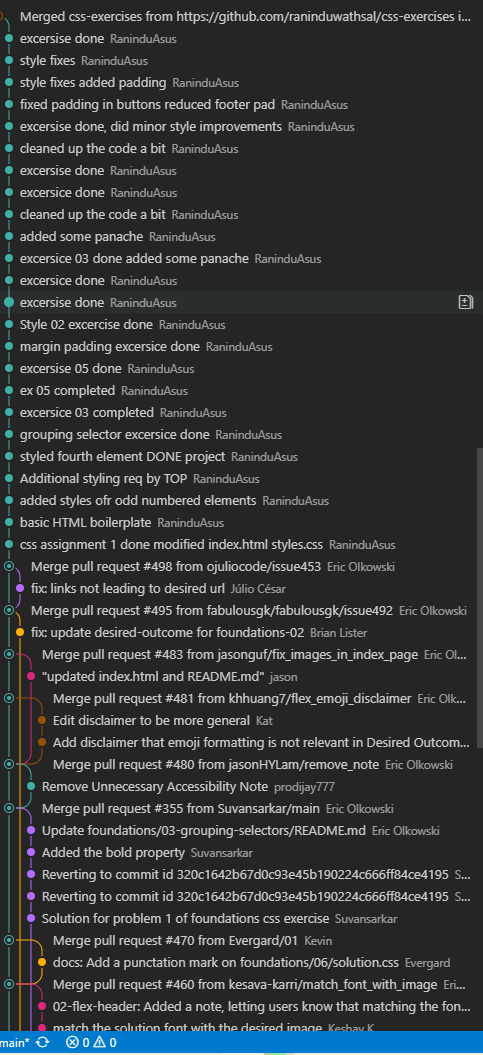 Merged css-exercises from https://github.com/raninduwathsal/css-exercises i...
excersise done RaninduAsus
style fixes RaninduAsus
style fixes added padding RaninduAsus
fixed padding in buttons reduced footer pad RaninduAsus
excersise done, did minor style improvements RaninduAsus
cleaned up the code a bit RaninduAsus
excersise done RaninduAsus
excersice done RaninduAsus
cleaned up the code a bit RaninduAsus
added some panache RaninduAsus
excersice 03 done added some panache RaninduAsus
excersice done RaninduAsus
excersise done RaninduAsus
Style 02 excercise done RaninduAsus
margin padding excersice done RaninduAsus
excersise 05 done RaninduAsus
ex 05 completed RaninduAsus
excersice 03 completed RaninduAsus
grouping selector excersice done RaninduAsus
styled fourth element DONE project RaninduAsus
Additional styling req by TOP RaninduAsus
added styles ofr odd numbered elements RaninduAsus
basic HTML boilerplate RaninduAsus
css assignment 1 done modified index.html styles.css RaninduAsus
Merge pull request #498 from ojuliocode/issue453 Eric Olkowski
fix: links not leading to desired url Júlio César
Merge pull request #495 from fabulousgk/fabulousgk/issue492 Eric Olkowski
fix: update desired-outcome for foundations-02 Brian Lister
Merge pull request #483 from jasonguf/fix_images_in_index_page Eric Ol...
"updated index.html and README.md" jason
Merge pull request #481 from khhuang7/flex_emoji_disclaimer Eric Olk...
Edit disclaimer to be more general Kat
Add disclaimer that emoji formatting is not relevant in Desired Outcom...
Merge pull request #480 from jasonHYLam/remove_note Eric Olkowski
Remove Unnecessary Accessibility Note prodijay777
Merge pull request #355 from Suvansarkar/main Eric Olkowski
Update foundations/03-grouping-selectors/README.md Eric Olkowski
Added the bold property Suvansarkar
Reverting to commit id 320c1642b67d0c93e45b190224c666ff84ce4195 S...
Reverting to commit id 320c1642b67d0c93e45b190224c666ff84ce4195 S...
Solution for problem 1 of foundations css exercise Suvansarkar
Merge pull request #470 from Evergard/01 Kevin
docs: Add a punctation mark on foundations/06/solution.css Evergard
Merge pull request #460 from kesava-karri/match_font_with_image Eri...
02-flex-header: Added a note, letting users know that matching the fon...
match the solution font with the desired image Keshav K
main* 0 0